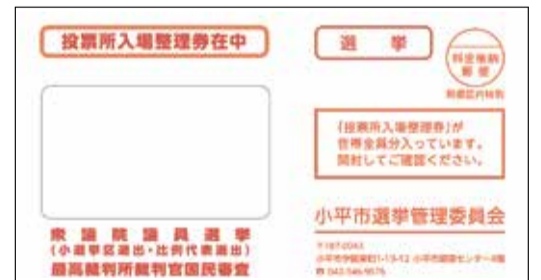 投票所入場整理券在中
選 挙
料金後納
郵 便
「投票所入場整理券」が
世帯全員分入っています。
開封してご確認ください。
衆議院議員選挙
(小選挙区選出・比例代表選出)
最高裁判所裁判官国民審査
小平市選挙管理委員会
〒187-0043